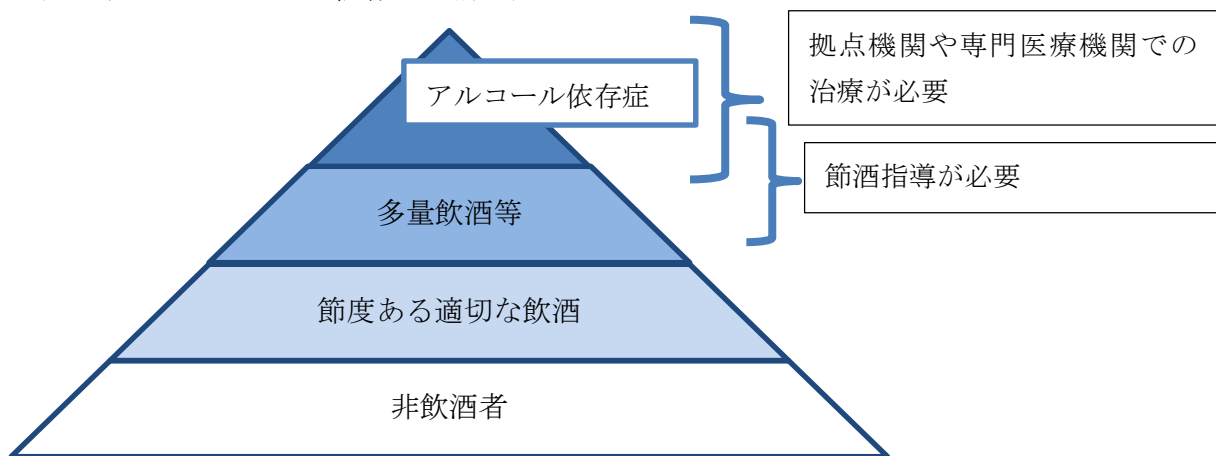 拠点機関や専門医療機関での
治療が必要
アルコール依存症
節酒指導が必要
多量飲酒等
節度ある適切な飲酒
非飲酒者